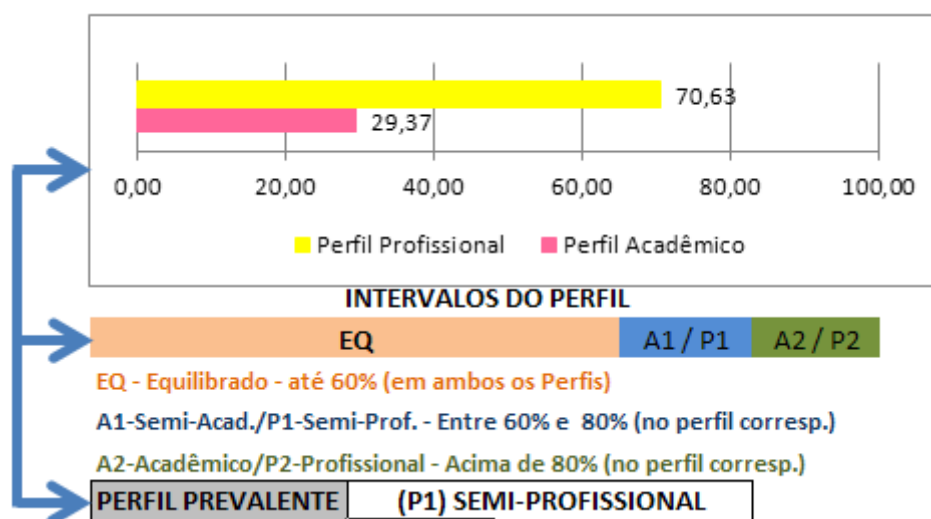 70,63
29,37
0,00 20,00 40,00 60,00 80,00 100,00
Perfil Profissional Perfil Acadêmico
INTERVALOS DO PERFIL
EQ A1 / P1 A2 / P2
EQ - Equilibrado - até 60% (em ambos os Perfis)
A1-Semi-Acad./P1-Semi-Prof. - Entre 60% e 80% (no perfil corresp.)
A2-Acadêmico/P2-Profissional - Acima de 80% (no perfil corresp.)
PERFIL PREVALENTE (P1) SEMI-PROFISSIONAL